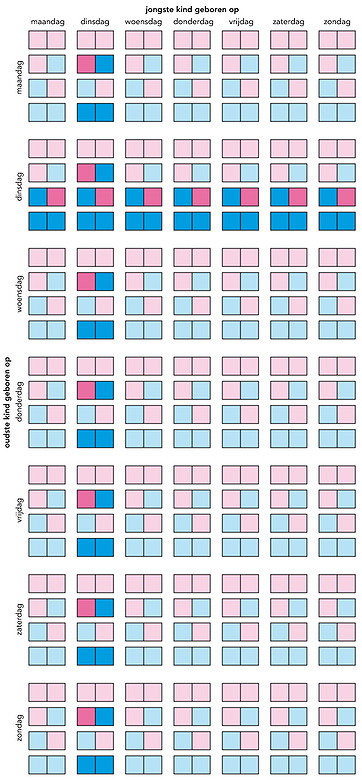 jongste kind geboren op
maandag dinsdag woensdag donderdag vrijdag zaterdag zondag
oudste kind geboren op
maandag
dinsdag
woensdag
donderdag
vrijdag
zaterdag
zondag